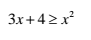 3x + 4 ≥ x²